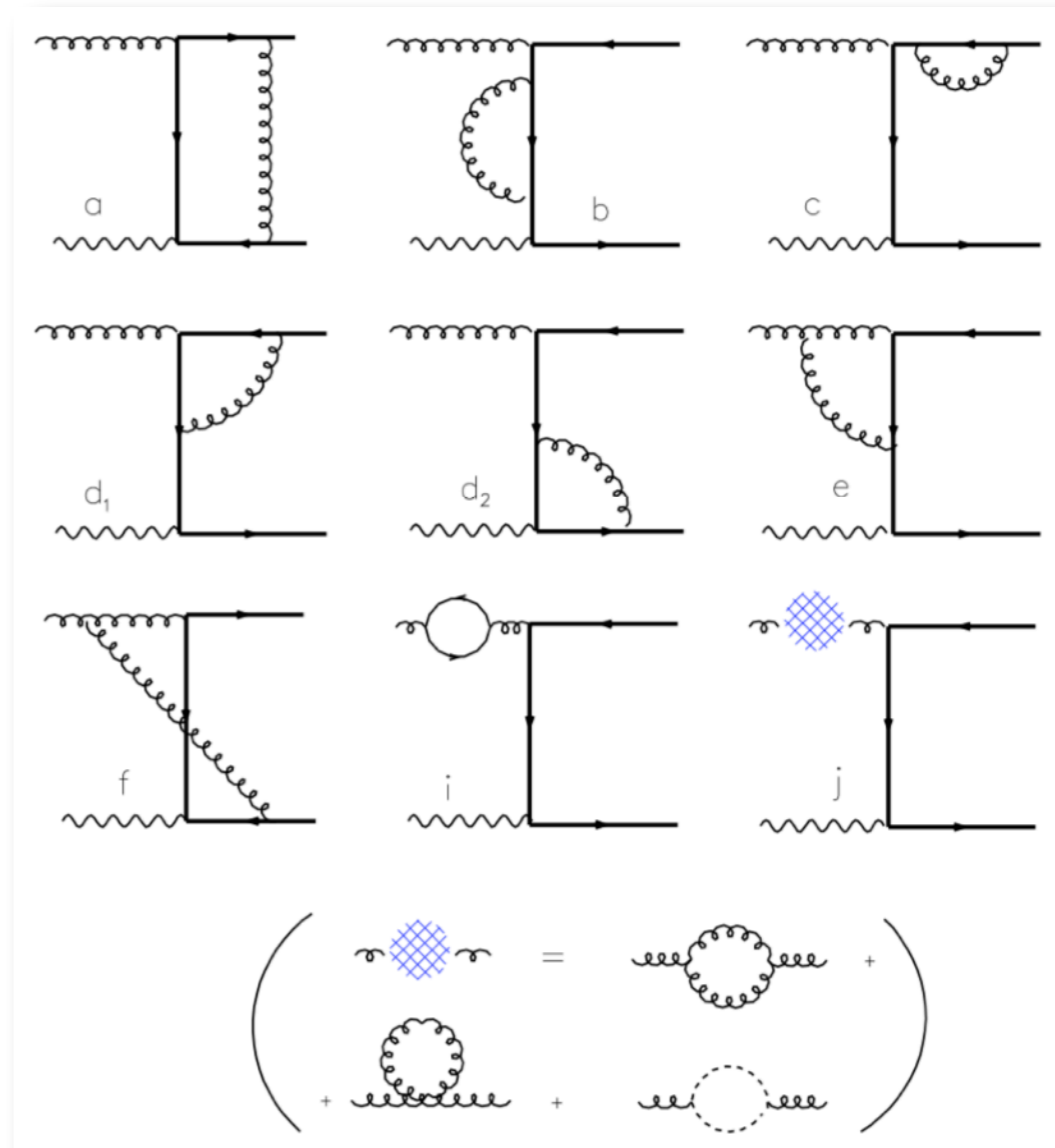 a
b
c
d₁
d₂
e
f
i
j
( =  +
+  + )